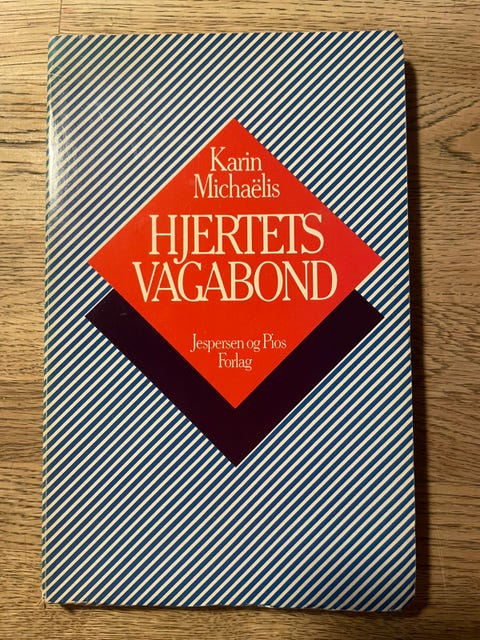 Karin
Michaëlis
HJERTETS
VAGABOND
Jespersen og Pios
Forlag